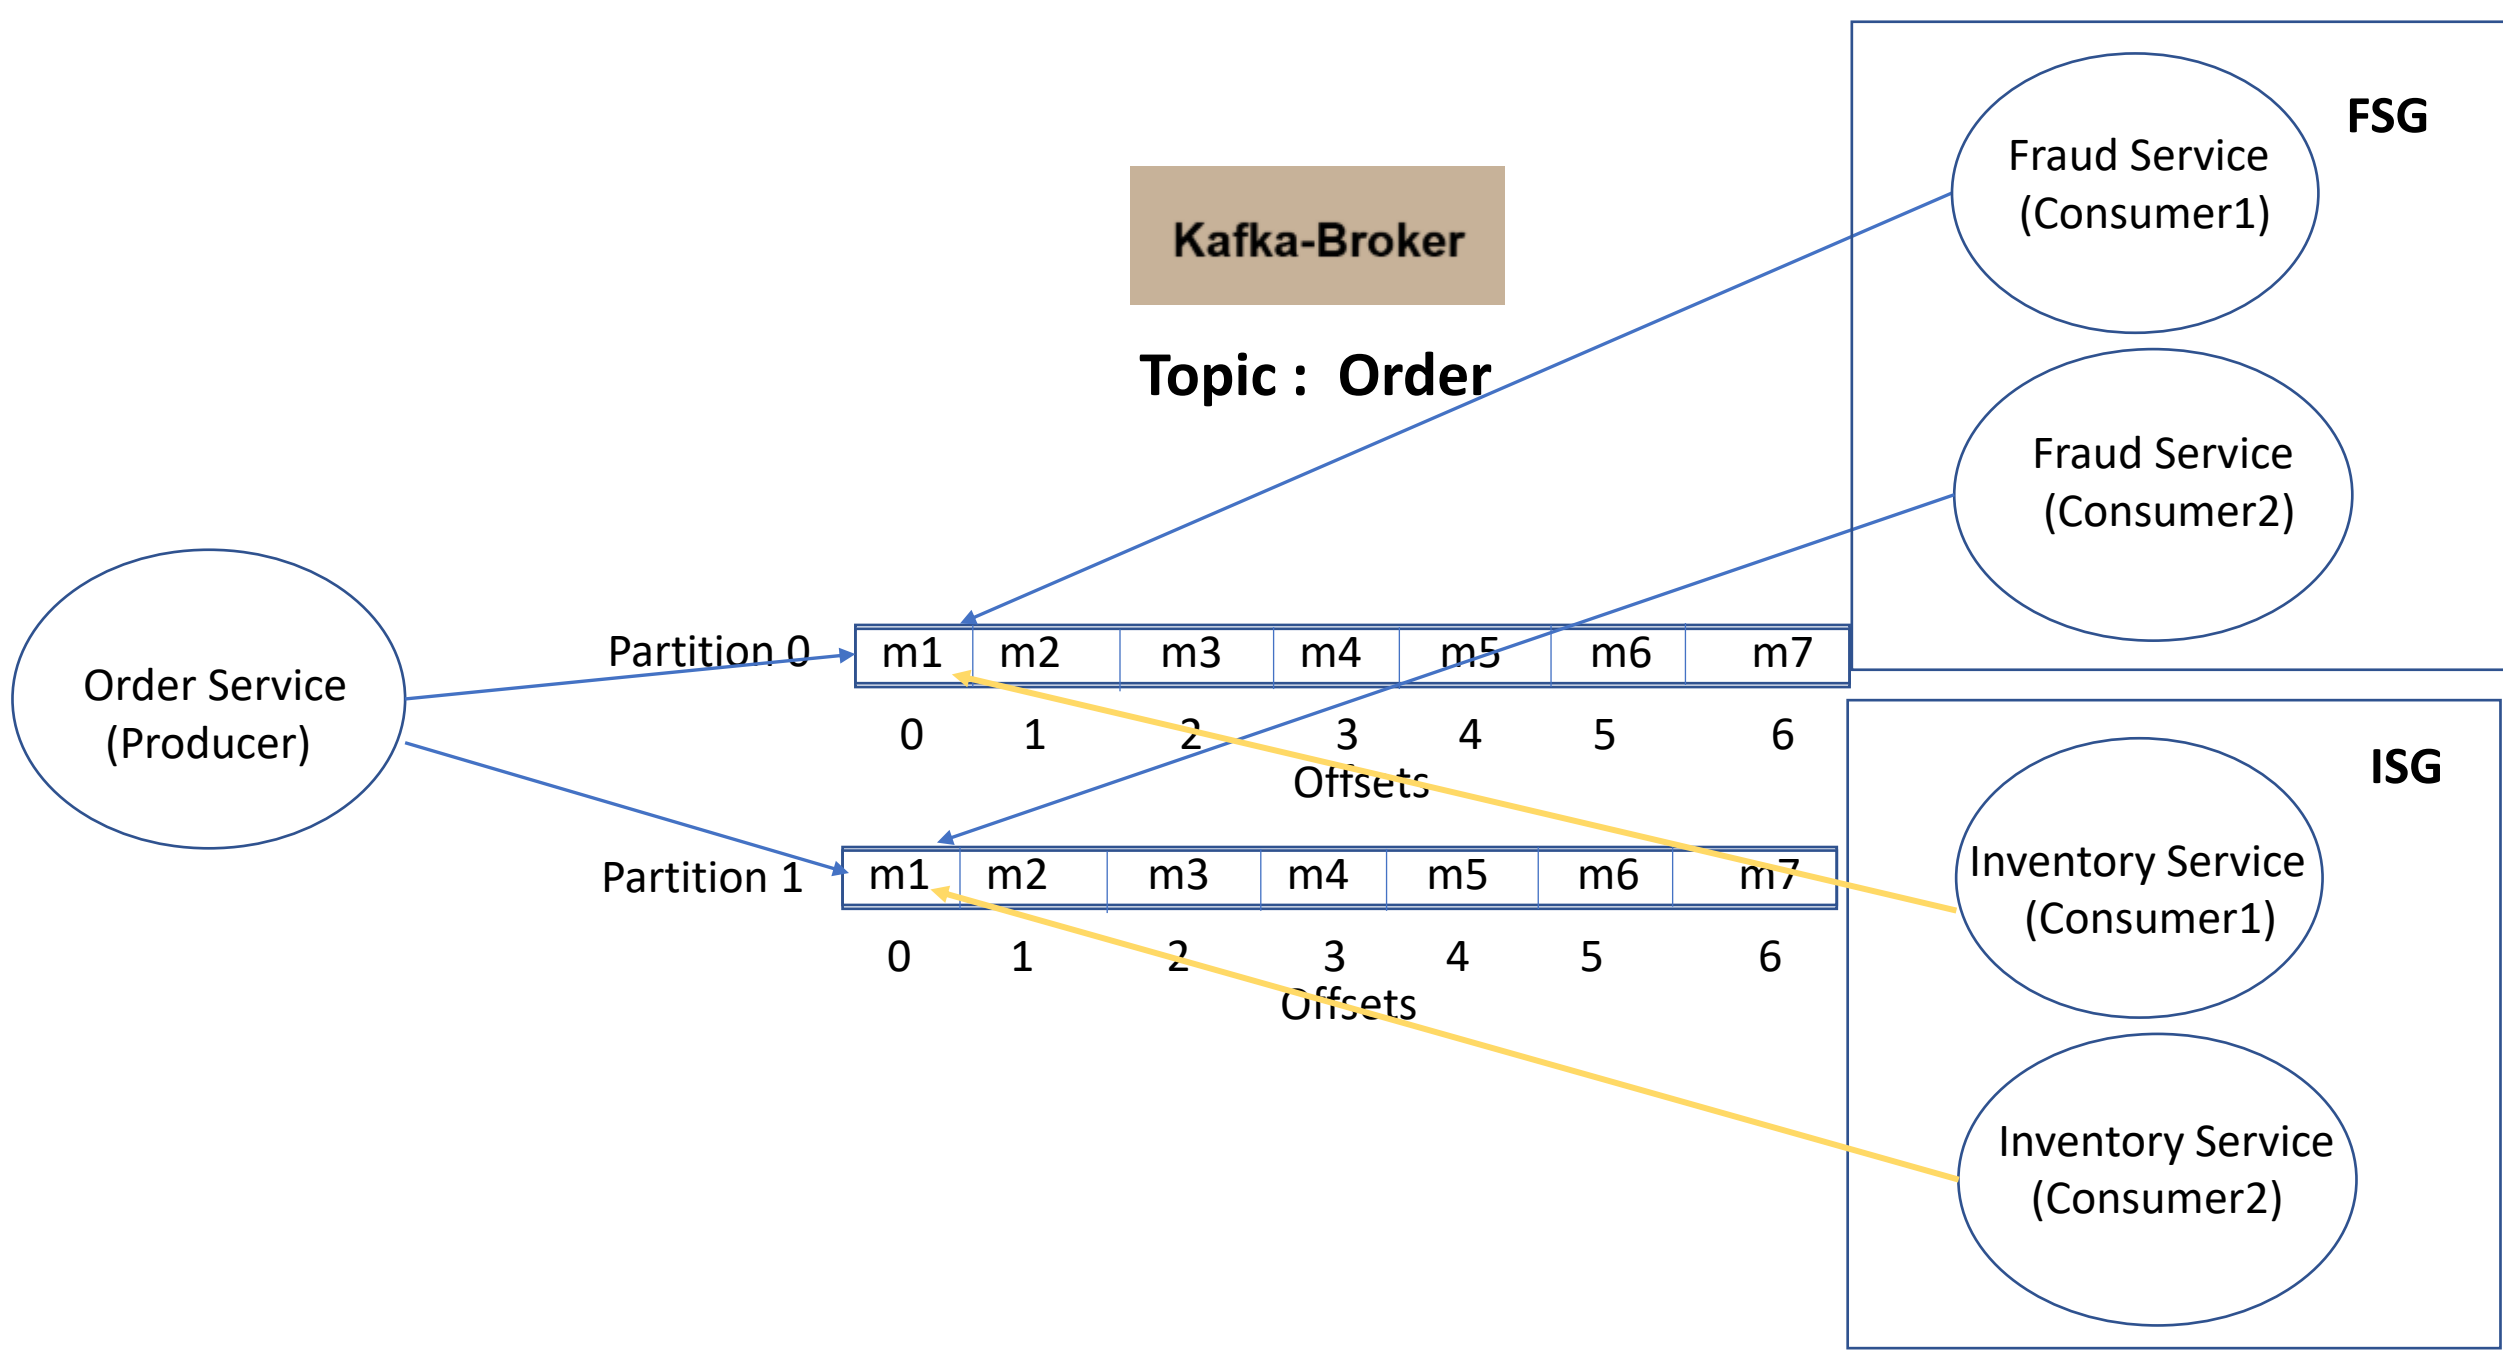 FSG
Fraud Service
(Consumer1)
Kafka-Broker
Topic : Order
Fraud Service
(Consumer2)
Order Service
(Producer)
Partition 0
m1 m2 m3 m4 m5 m6 m7
0 1 2 3 4 5 6
Offsets
Partition 1
m1 m2 m3 m4 m5 m6 m7
0 1 2 3 4 5 6
Offsets
ISG
Inventory Service
(Consumer1)
Inventory Service
(Consumer2)